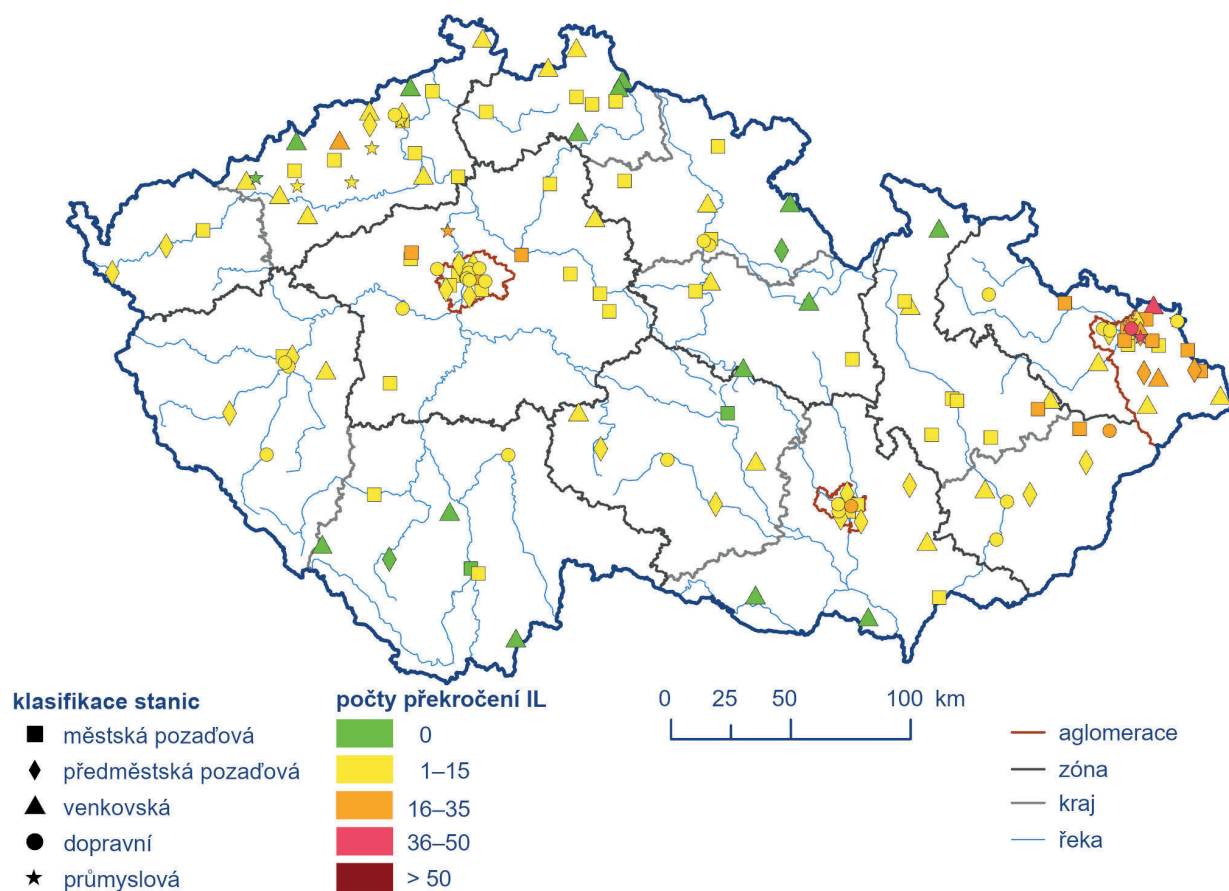 klasifikace stanic
městská pozaďová
předměstská pozaďová
venkovská
dopravní
průmyslová
počty překročení IL
0
1–15
16–35
36–50
> 50
0 25 50 100 km
aglomerace
zóna
kraj
řeka